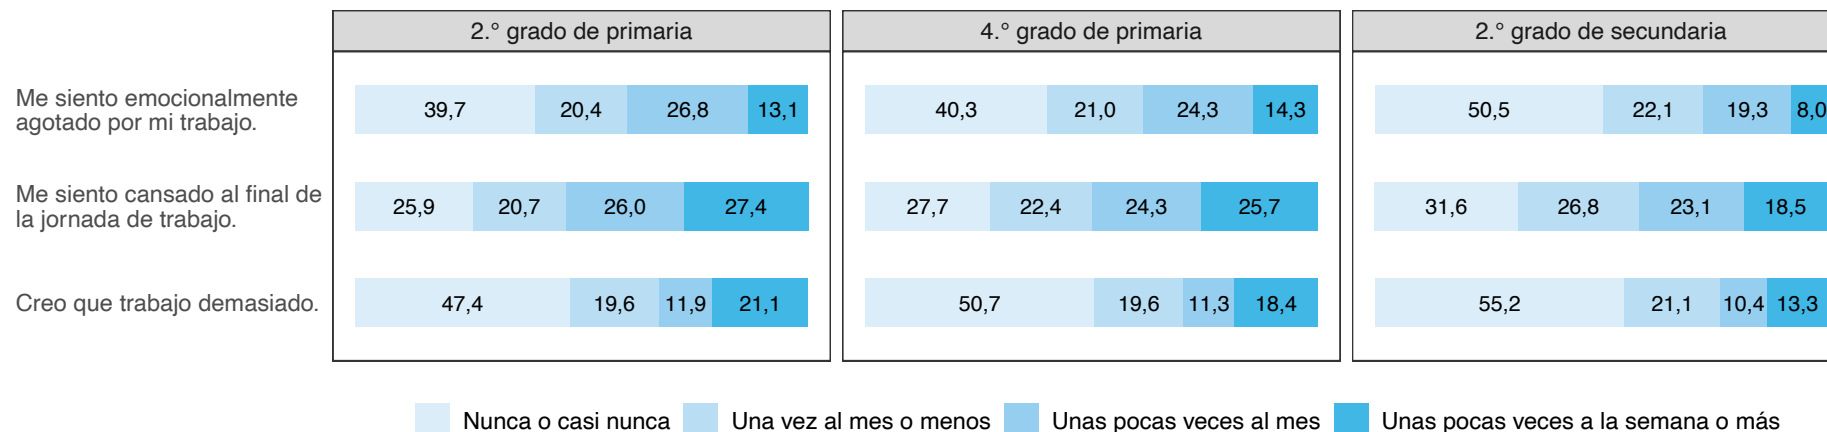 2.° grado de primaria
4.° grado de primaria
2.° grado de secundaria
Me siento emocionalmente
agotado por mi trabajo.
39,7 20,4 26,8 13,1
40,3 21,0 24,3 14,3
50,5 22,1 19,3 8,0
Me siento cansado al final de
la jornada de trabajo.
25,9 20,7 26,0 27,4
27,7 22,4 24,3 25,7
31,6 26,8 23,1 18,5
Creo que trabajo demasiado.
47,4 19,6 11,9 21,1
50,7 19,6 11,3 18,4
55,2 21,1 10,4 13,3
Nunca o casi nunca
Una vez al mes o menos
Unas pocas veces al mes
Unas pocas veces a la semana o más